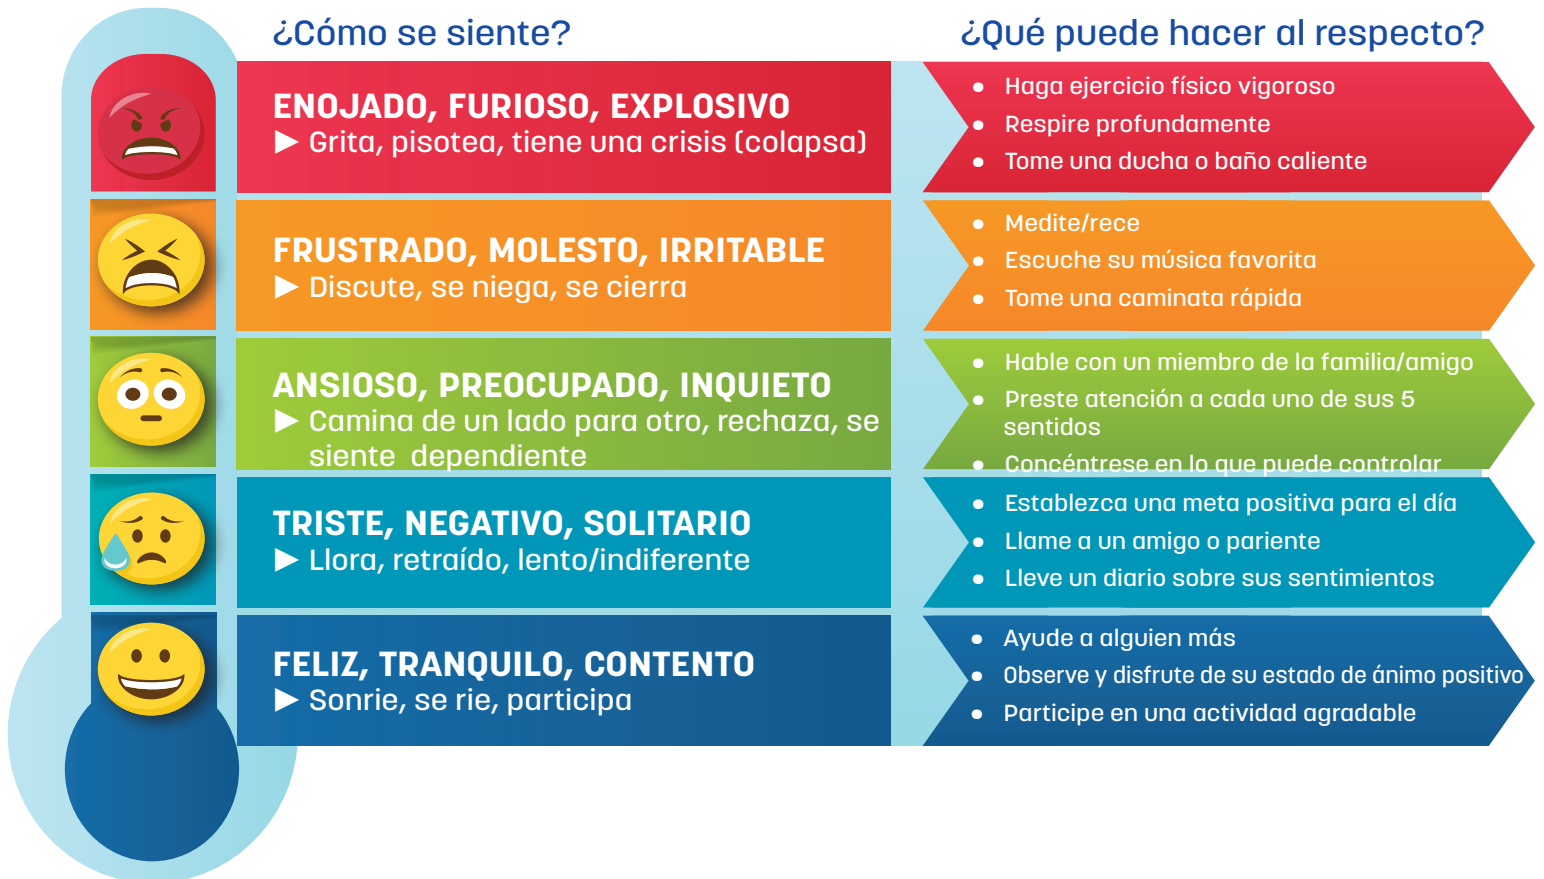 ¿Cómo se siente?
¿Qué puede hacer al respecto?
ENOJADO, FURIOSO, EXPLOSIVO
▶ Grita, pisotea, tiene una crisis (colapsa)
• Haga ejercicio físico vigoroso
• Respire profundamente
• Tome una ducha o baño caliente
FRUSTRADO, MOLESTO, IRRITABLE
▶ Discute, se niega, se cierra
• Medite/rece
• Escuche su música favorita
• Tome una caminata rápida
ANSIOSO, PREOCUPADO, INQUIETO
▶ Camina de un lado para otro, rechaza, se
siente dependiente
• Hable con un miembro de la familia/amigo
• Preste atención a cada uno de sus 5
sentidos
• Concéntrese en lo que puede controlar
TRISTE, NEGATIVO, SOLITARIO
▶ Llora, retraído, lento/indiferente
• Establezca una meta positiva para el día
• Llame a un amigo o pariente
• Lleve un diario sobre sus sentimientos
FELIZ, TRANQUILO, CONTENTO
▶ Sonrie, se rie, participa
• Ayude a alguien más
• Observe y disfrute de su estado de ánimo positivo
• Participe en una actividad agradable